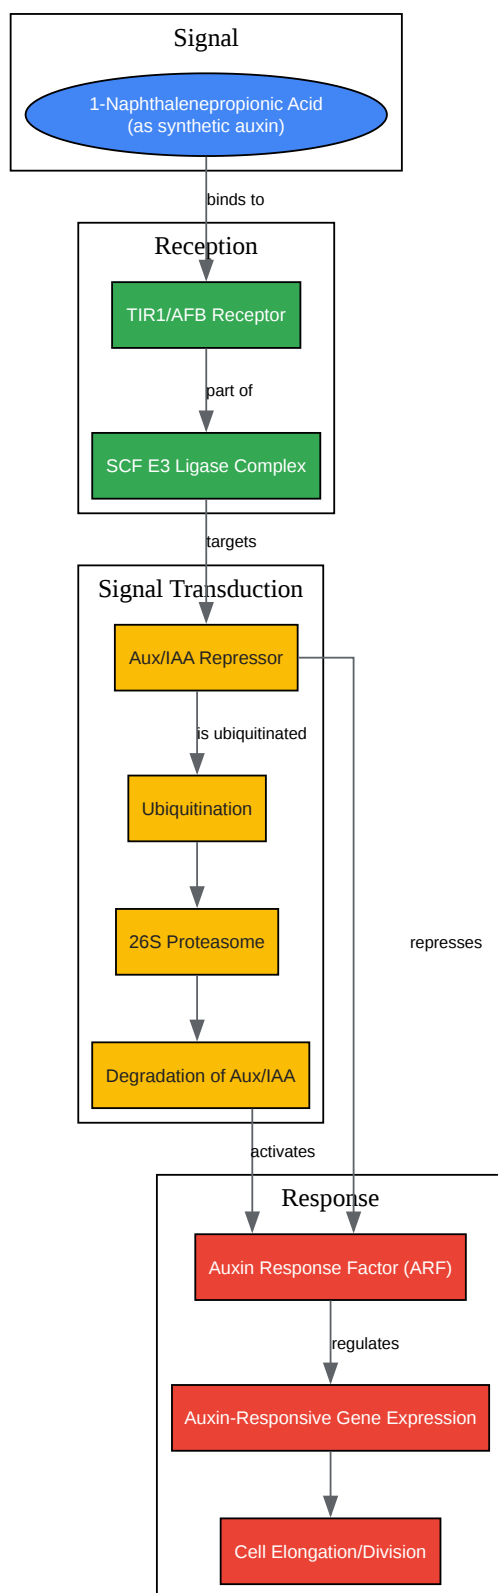 Signal
1-Naphthalenepropionic Acid
(as synthetic auxin)
binds to
Reception
TIR1/AFB Receptor
part of
SCF E3 Ligase Complex
targets
Signal Transduction
Aux/IAA Repressor
is ubiquitinated
Ubiquitination
26S Proteasome
represses
Degradation of Aux/IAA
activates
Response
Auxin Response Factor (ARF)
regulates
Auxin-Responsive Gene Expression
Cell Elongation/Division